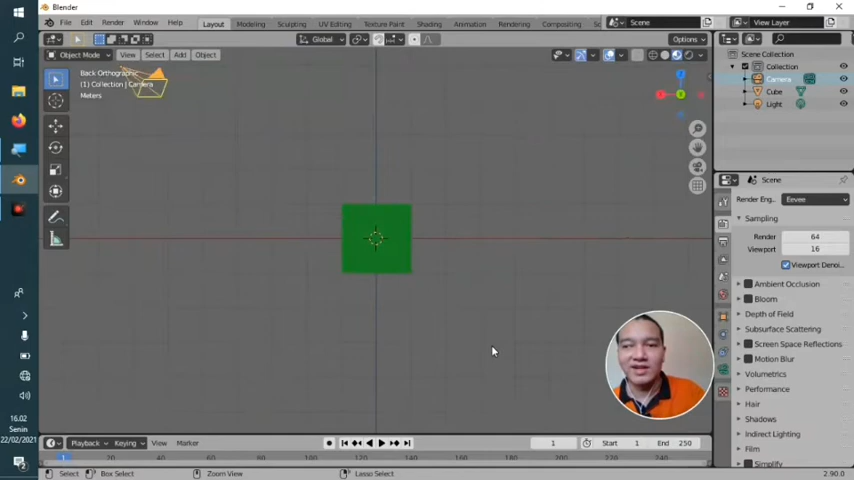 Blender
File Edit Render Window Help
Layout Modeling Sculpting UV Editing Texture Paint Shading Animation Rendering Compositing
Scene
View Layer
Global
Options
Object Mode View Select Add Object
Back Orthographic
(1) Collection | Camera
Meters
Scene Collection
Collection
Camera
Cube
Light
Scene
Render Eng...
Eevee
Sampling
Render 64
Viewport 16
Viewport Denoi...
Ambient Occlusion
Bloom
Depth of Field
Subsurface Scattering
Screen Space Reflections
Motion Blur
Volumetrics
Performance
Hair
Shadows
Indirect Lighting
Film
Simplify
16.02
Senin
22/02/2021
2
Playback Keying View Marker
1 Start 1 End 250
1 20 40 60 80 100 120 140 160 180 200 220 240
Select Box Select Zoom View Lasso Select 2.90.0